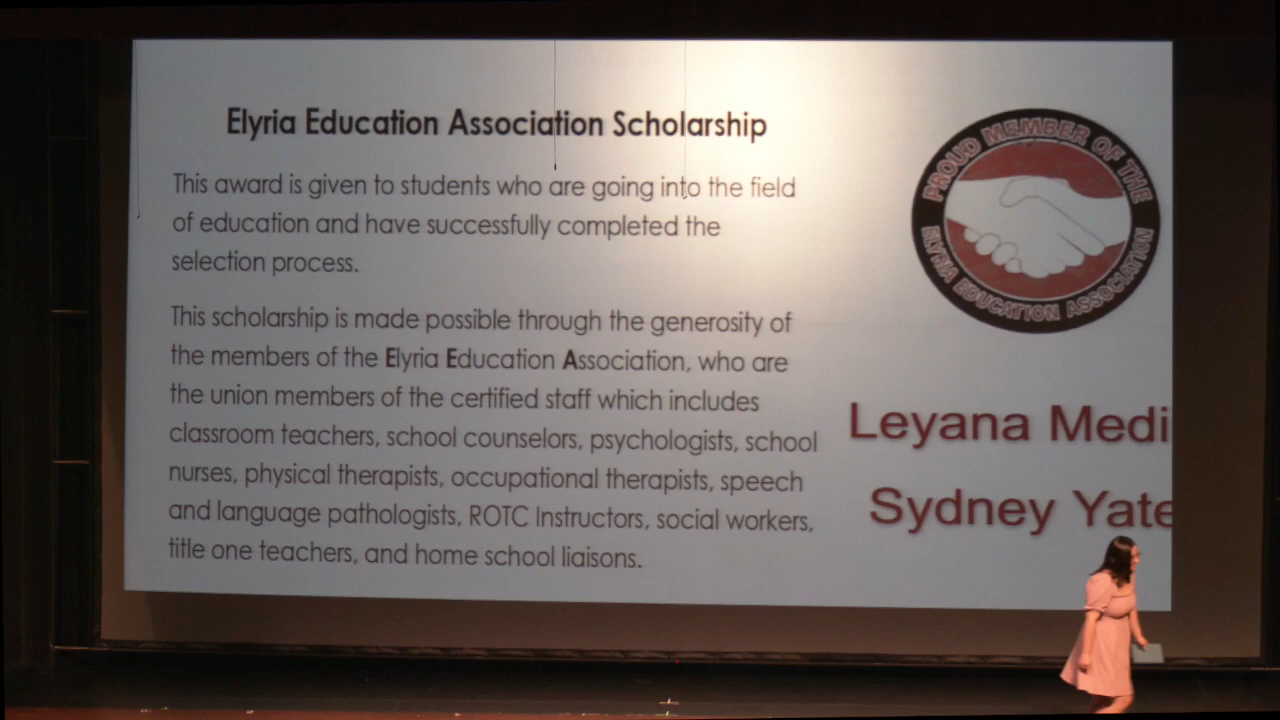 Elyria Education Association Scholarship
This award is given to students who are going into the field
of education and have successfully completed the
selection process.
This scholarship is made possible through the generosity of
the members of the Elyria Education Association, who are
the union members of the certified staff which includes
classroom teachers, school counselors, psychologists, school
nurses, physical therapists, occupational therapists, speech
and language pathologists, ROTC Instructors, social workers,
title one teachers, and home school liaisons.
PROUD MEMBER OF THE
ELYRIA EDUCATION ASSOCIATION
Leyana Medi
Sydney Yate